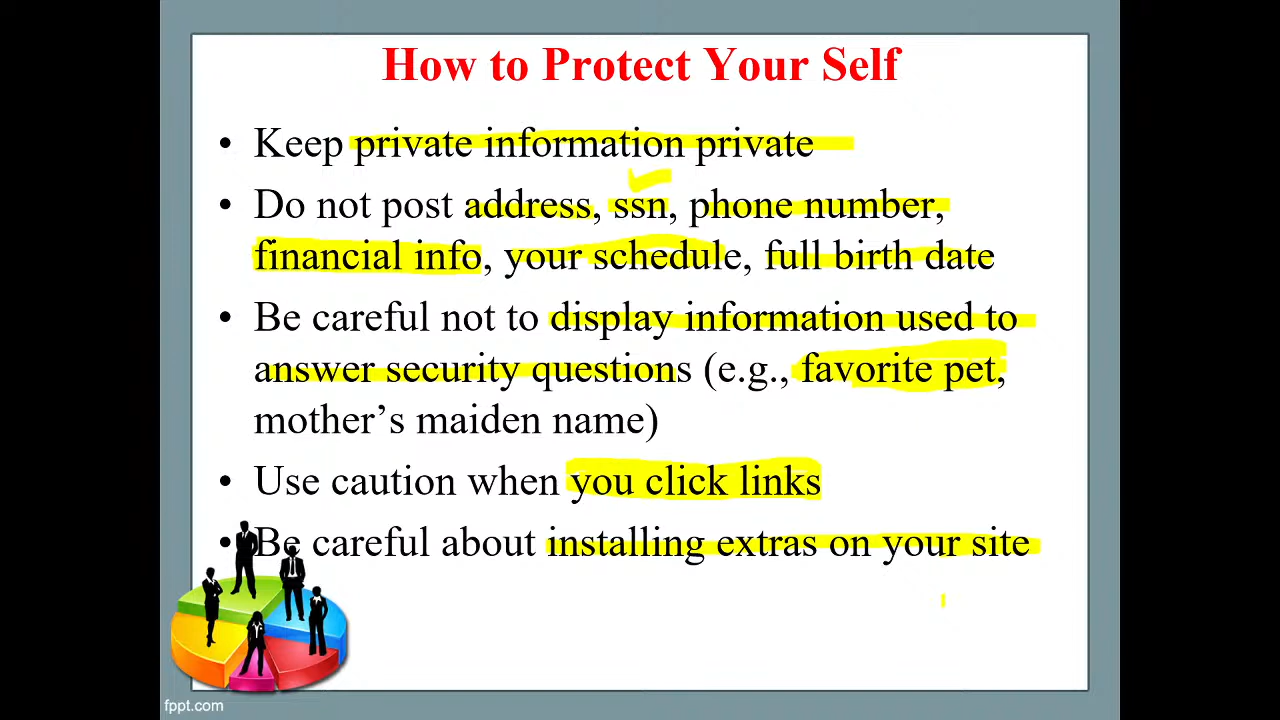 How to Protect Your Self
• Keep private information private
• Do not post address, ssn, phone number,
financial info, your schedule, full birth date
• Be careful not to display information used to
answer security questions (e.g., favorite pet,
mother’s maiden name)
• Use caution when you click links
• Be careful about installing extras on your site
fppt.com